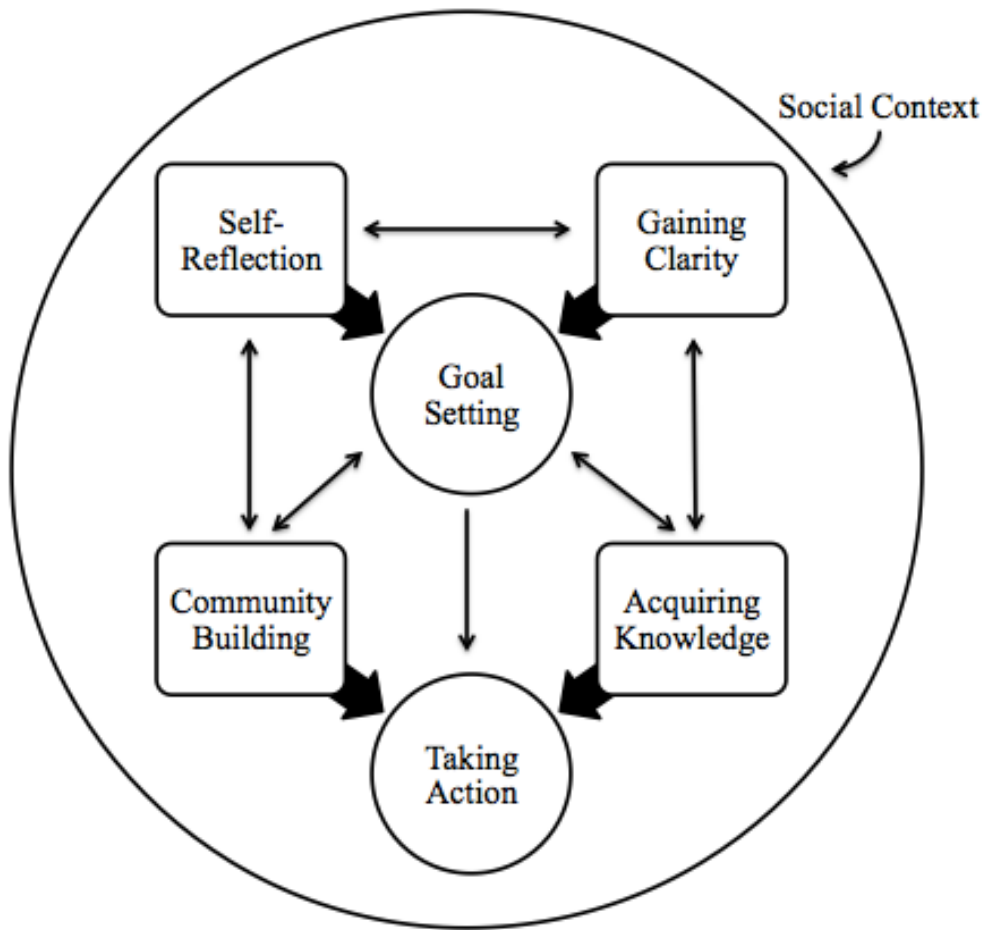 Social Context
Self-
Reflection
Gaining
Clarity
Goal
Setting
Community
Building
Acquiring
Knowledge
Taking
Action